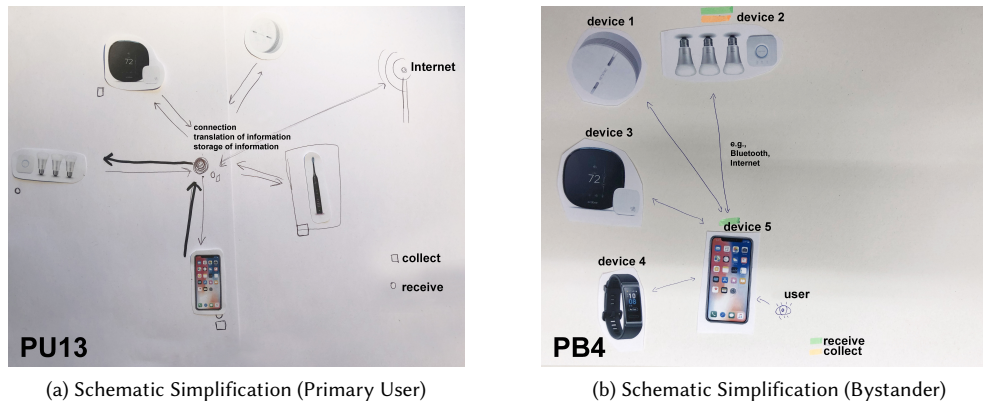 Internet
72
connection
translation of information
storage of information
collect
receive
PU13
(a) Schematic Simplification (Primary User)
device 1
device 2
device 3
72
e.g.,
Bluetooth,
Internet
device 5
device 4
user
receive
collect
PB4
(b) Schematic Simplification (Bystander)